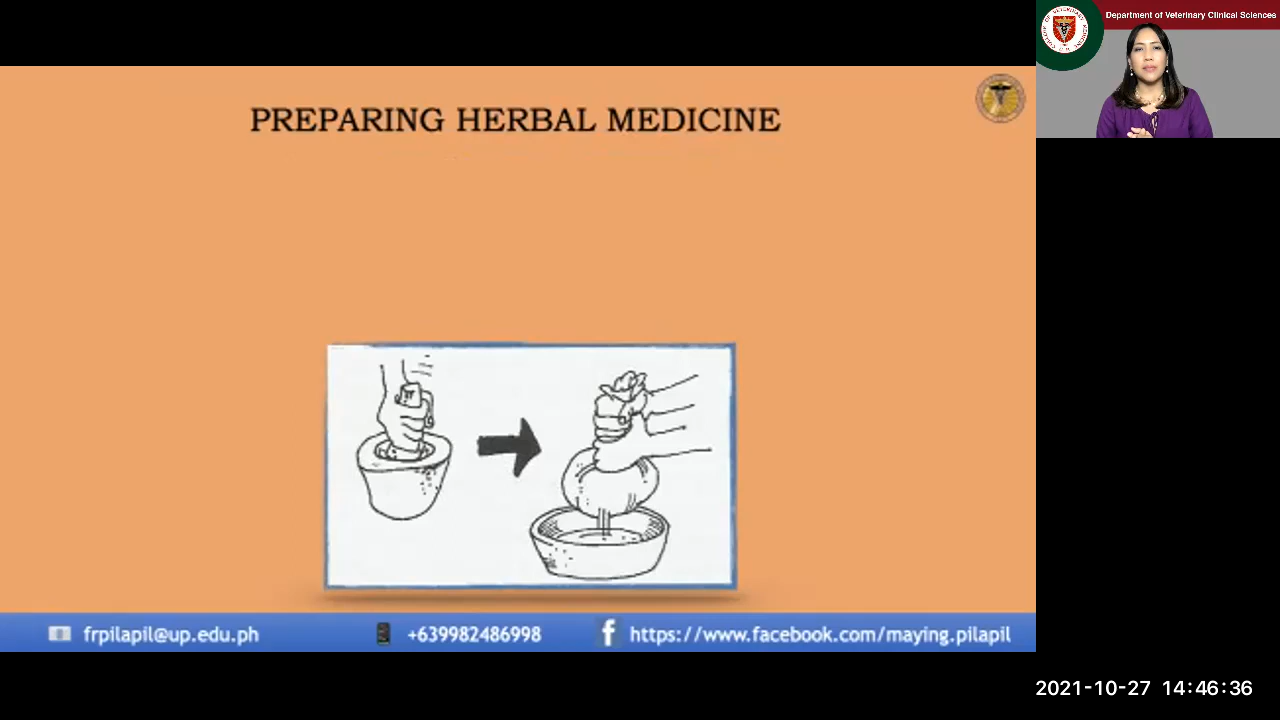 Department of Veterinary Clinical Sciences
PREPARING HERBAL MEDICINE
frpilapil@up.edu.ph
+639982486998
https://www.facebook.com/maying.pilapil
2021-10-27 14:46:36